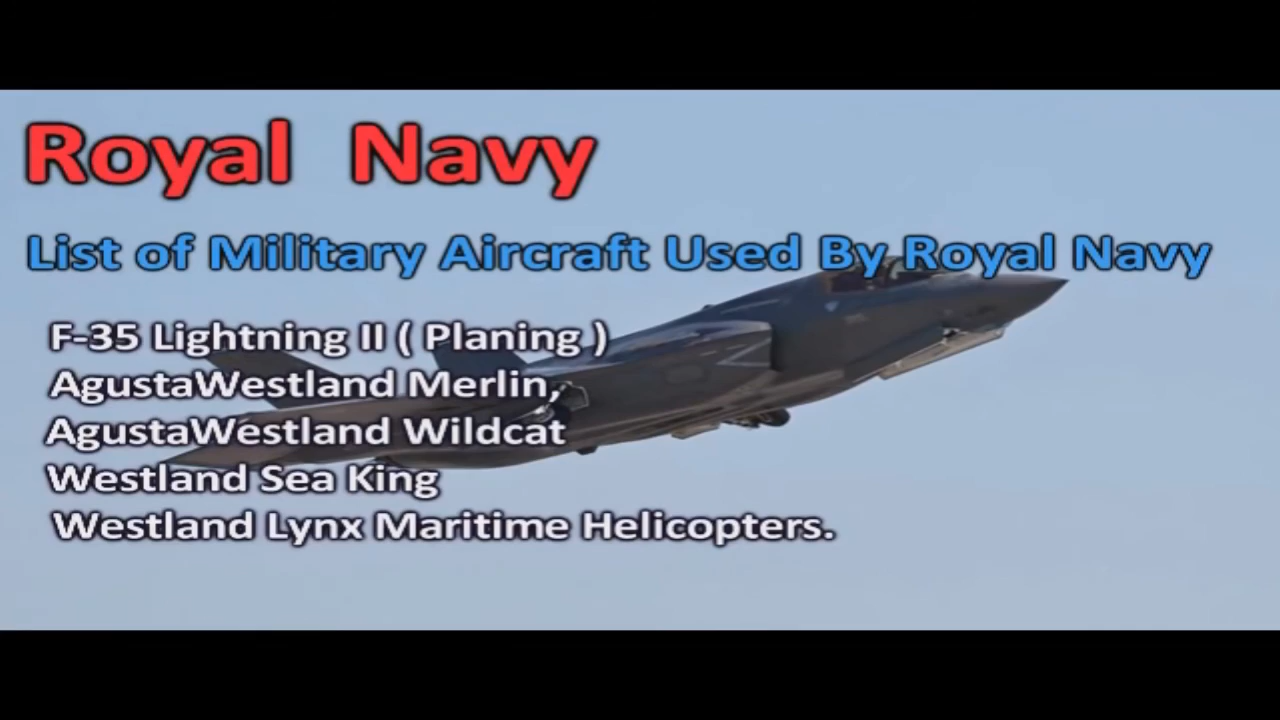 Royal Navy
List of Military Aircraft Used By Royal Navy
F-35 Lightning II ( Planing )
AgustaWestland Merlin,
AgustaWestland Wildcat
Westland Sea King
Westland Lynx Maritime Helicopters.